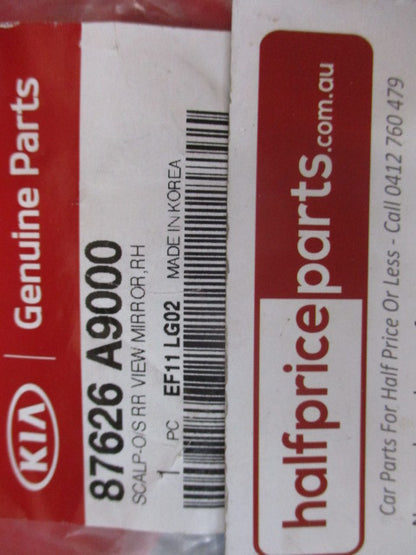 KIA | Genuine Parts
87626 A9000
SCALP-O/S RR VIEW MIRROR,RH
1 PC EF11 LG02 MADE IN KOREA
halfpriceparts.com.au
Car Parts For Half Price Or Less - Call 0412 760 479